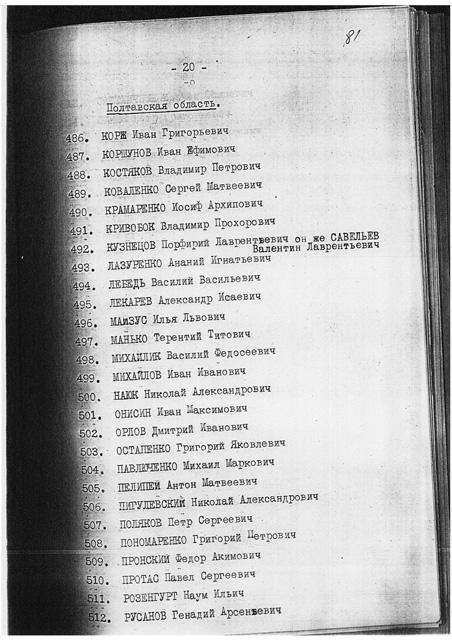 81
- 20 -
Полтавская область.
486. КОРЖ Иван Григорьевич
487. КОРШУНОВ Иван Ефимович
488. КОСТЯКОВ Владимир Петрович
489. КОВАЛЕНКО Сергей Матвеевич
490. КРАМАРЕНКО Иосиф Архипович
491. КРИВОБОК Владимир Прохорович
492. КУЗНЕЦОВ Порфирий Лаврентьевич он же САВЕЛЬЕВ
Валентин Лаврентьевич
493. ЛАЗУРЕНКО Ананий Игнатьевич
494. ЛЕБЕДЬ Василий Васильевич
495. ЛЕКАРЕВ Александр Исаевич
496. МАИЗУС Илья Львович
497. МАНЬКО Терентий Титович
498. МИХАЙЛИК Василий Федосеевич
499. МИХАЙЛОВ Иван Иванович
500. НАЮК Николай Александрович
501. ОНИСИН Иван Максимович
502. ОРЛОВ Дмитрий Иванович
503. ОСТАПЕНКО Григорий Яковлевич
504. ПАВЛЮЧЕНКО Михаил Маркович
505. ПЕЛИПЕЙ Антон Матвеевич
506. ПИГУЛЕВСКИЙ Николай Александрович
507. ПОЛЯКОВ Петр Сергеевич
508. ПОНОМАРЕНКО Григорий Петрович
509. ПРОНСКИЙ Федор Акимович
510. ПРОТАС Павел Сергеевич
511. РОЗЕНГУРТ Наум Ильич
512. РУСАНОВ Генадий Арсеньевич